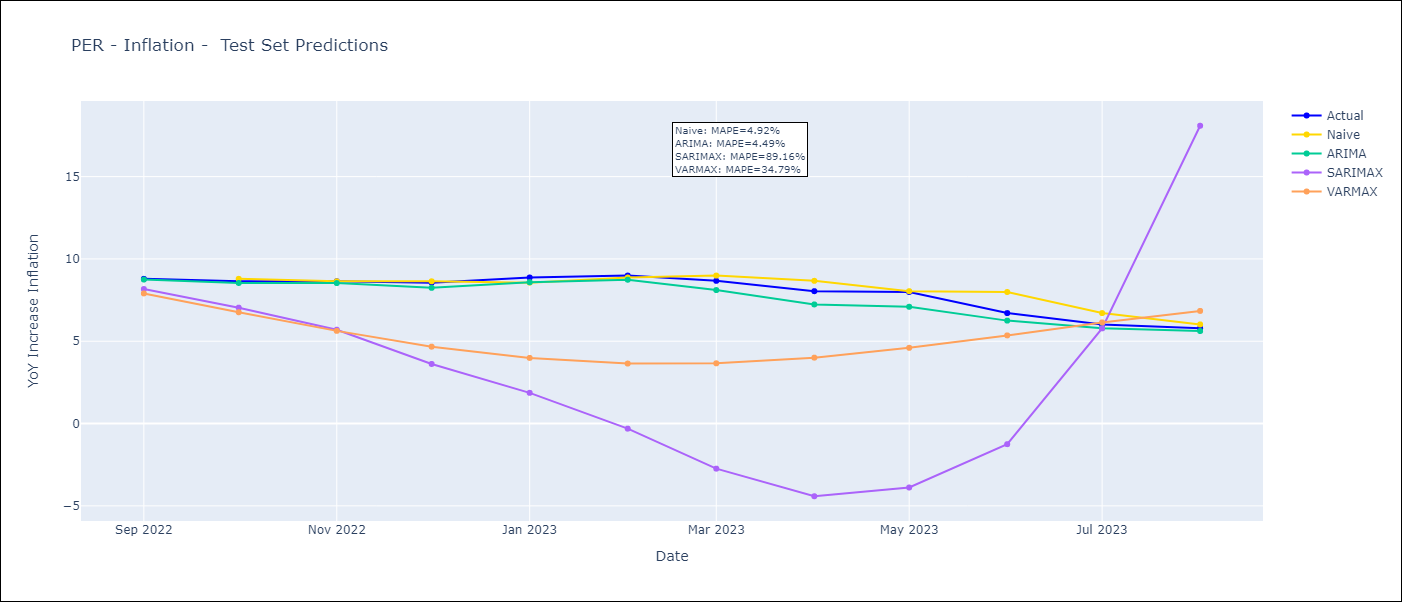 PER - Inflation -  Test Set Predictions
Naive: MAPE=4.92%
ARIMA: MAPE=4.49%
SARIMAX: MAPE=89.16%
VARMAX: MAPE=34.79%
Actual
Naive
ARIMA
SARIMAX
VARMAX
YoY Increase Inflation
15
10
5
0
−5
Sep 2022
Nov 2022
Jan 2023
Mar 2023
May 2023
Jul 2023
Date